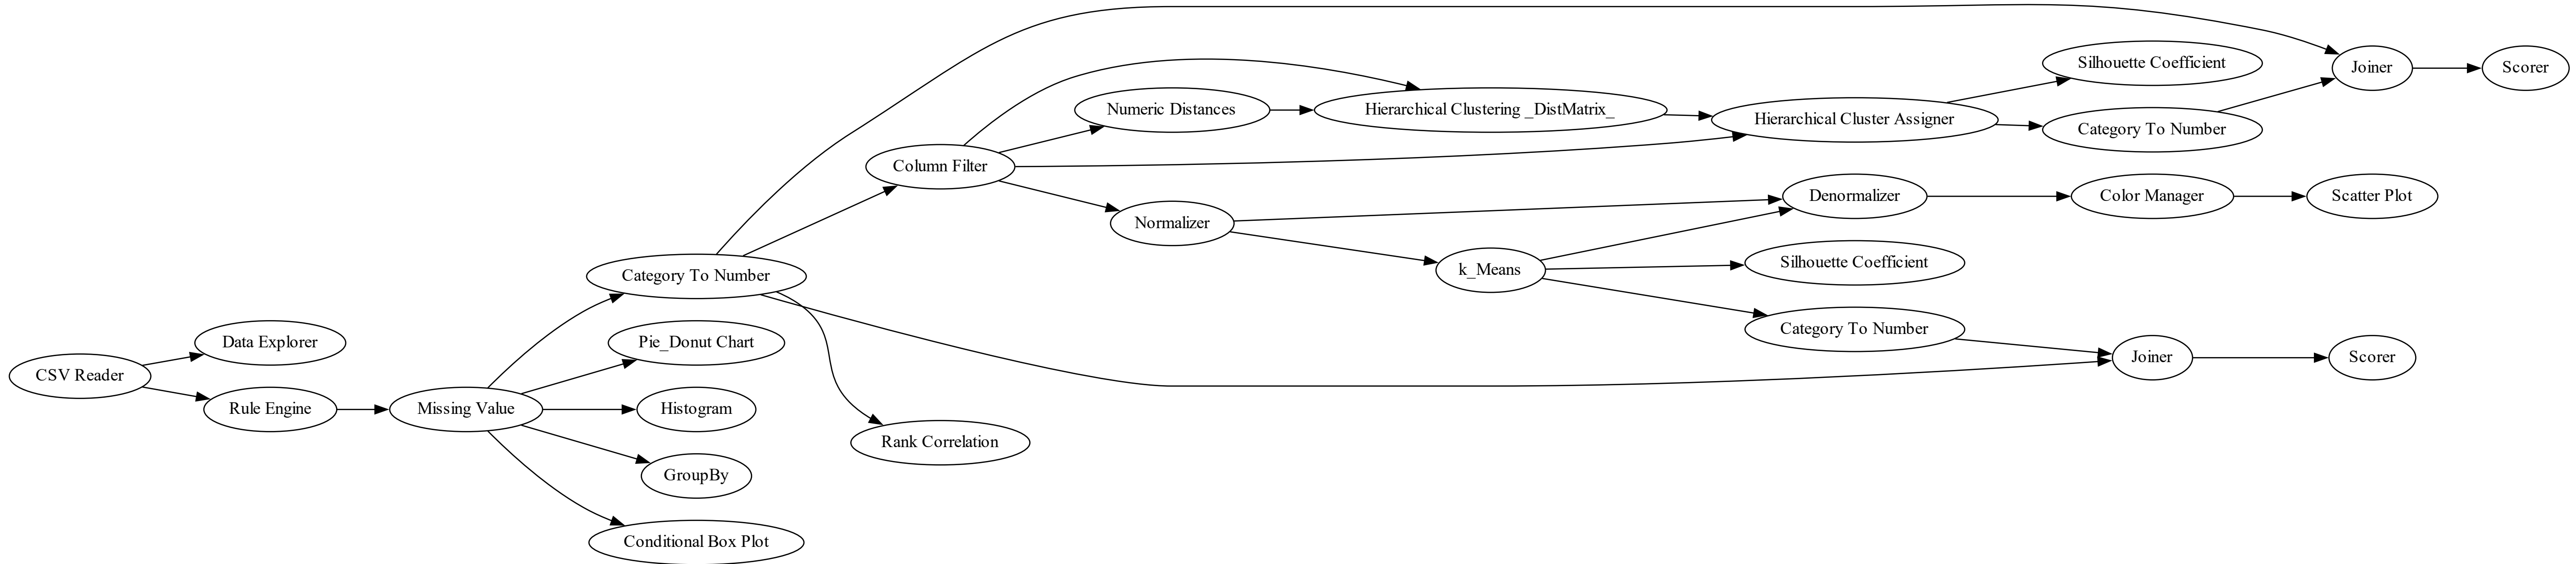 CSV Reader
Data Explorer
Rule Engine
Missing Value
Category To Number
Pie_Donut Chart
Histogram
GroupBy
Conditional Box Plot
Column Filter
Rank Correlation
Numeric Distances
Normalizer
Hierarchical Clustering _DistMatrix_
k_Means
Hierarchical Cluster Assigner
Denormalizer
Silhouette Coefficient
Category To Number
Silhouette Coefficient
Category To Number
Color Manager
Joiner
Joiner
Scatter Plot
Scorer
Scorer